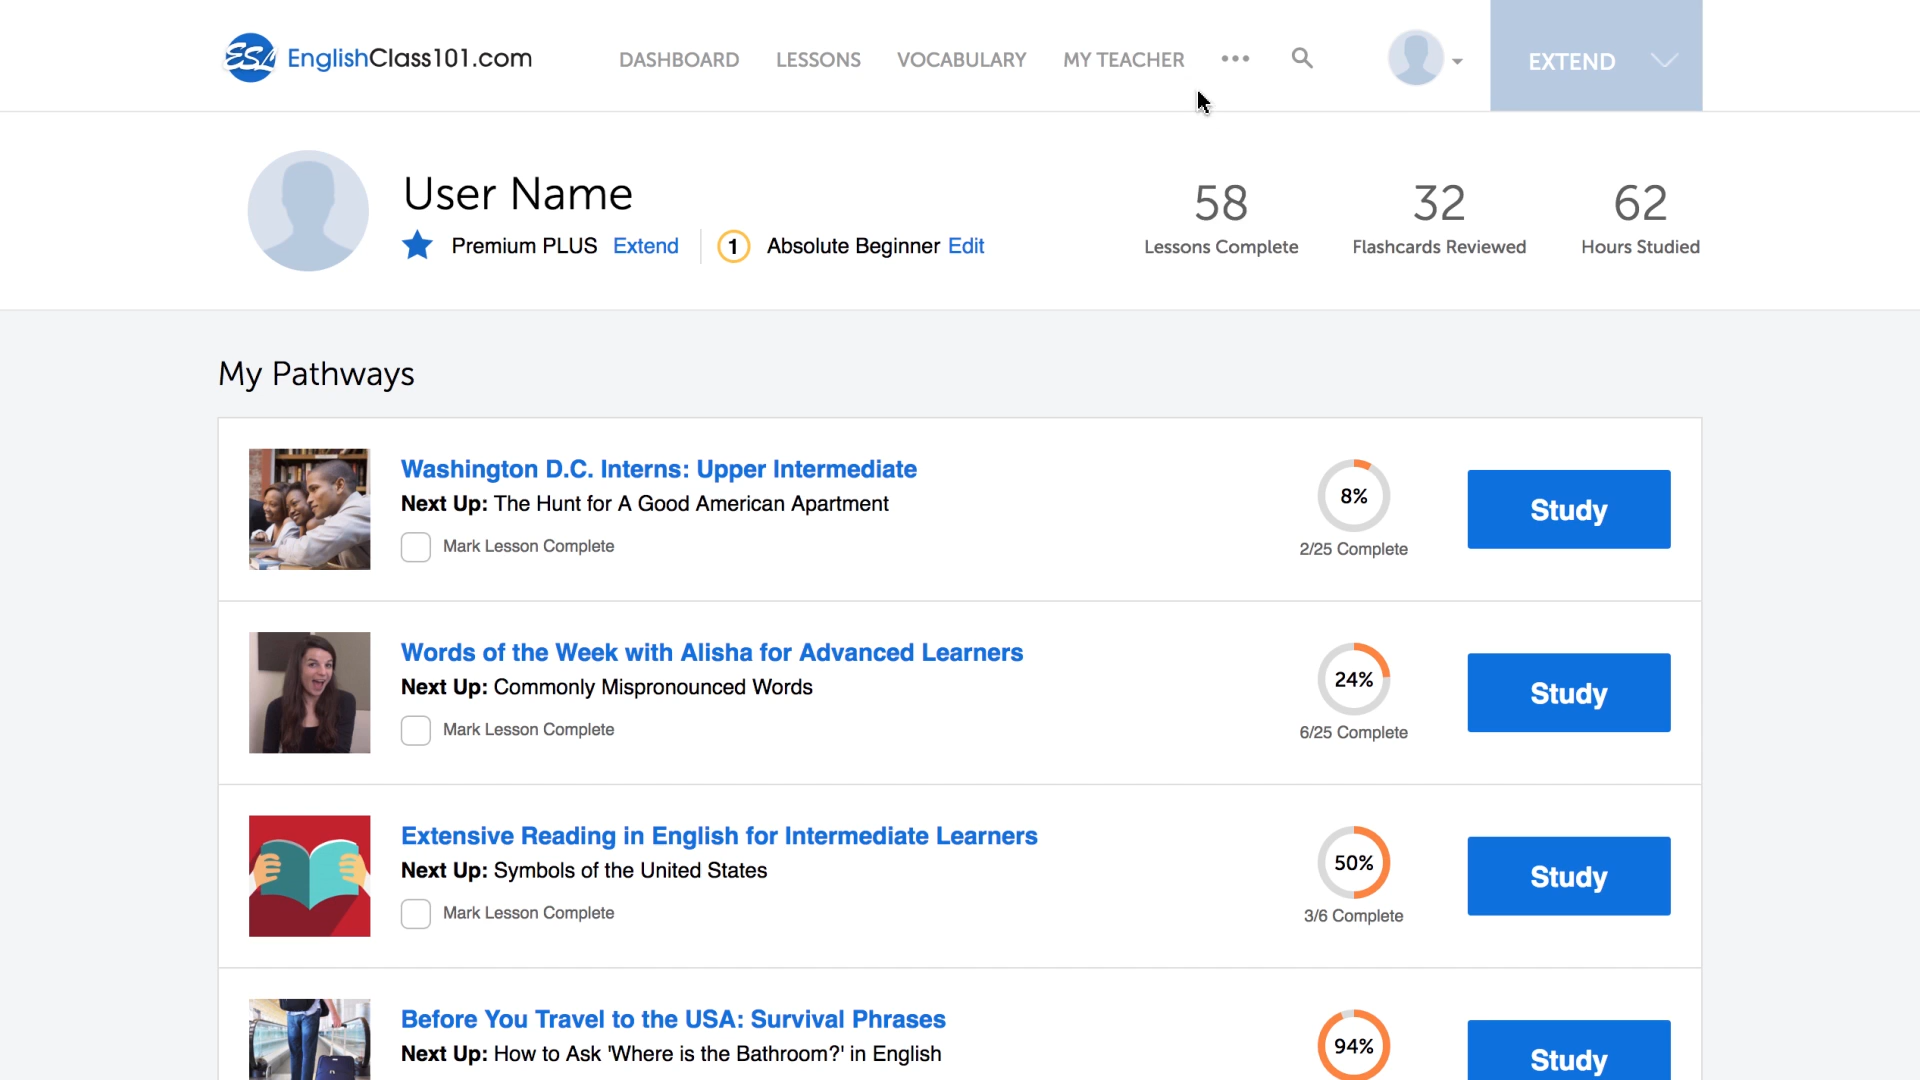 ESL EnglishClass101.com
DASHBOARD LESSONS VOCABULARY MY TEACHER EXTEND
User Name
Premium PLUS Extend 1 Absolute Beginner Edit
58 32 62
Lessons Complete Flashcards Reviewed Hours Studied
My Pathways
Washington D.C. Interns: Upper Intermediate
Next Up: The Hunt for A Good American Apartment
Mark Lesson Complete
8%
2/25 Complete
Study
Words of the Week with Alisha for Advanced Learners
Next Up: Commonly Mispronounced Words
Mark Lesson Complete
24%
6/25 Complete
Study
Extensive Reading in English for Intermediate Learners
Next Up: Symbols of the United States
Mark Lesson Complete
50%
3/6 Complete
Study
Before You Travel to the USA: Survival Phrases
Next Up: How to Ask 'Where is the Bathroom?' in English
94%
Study